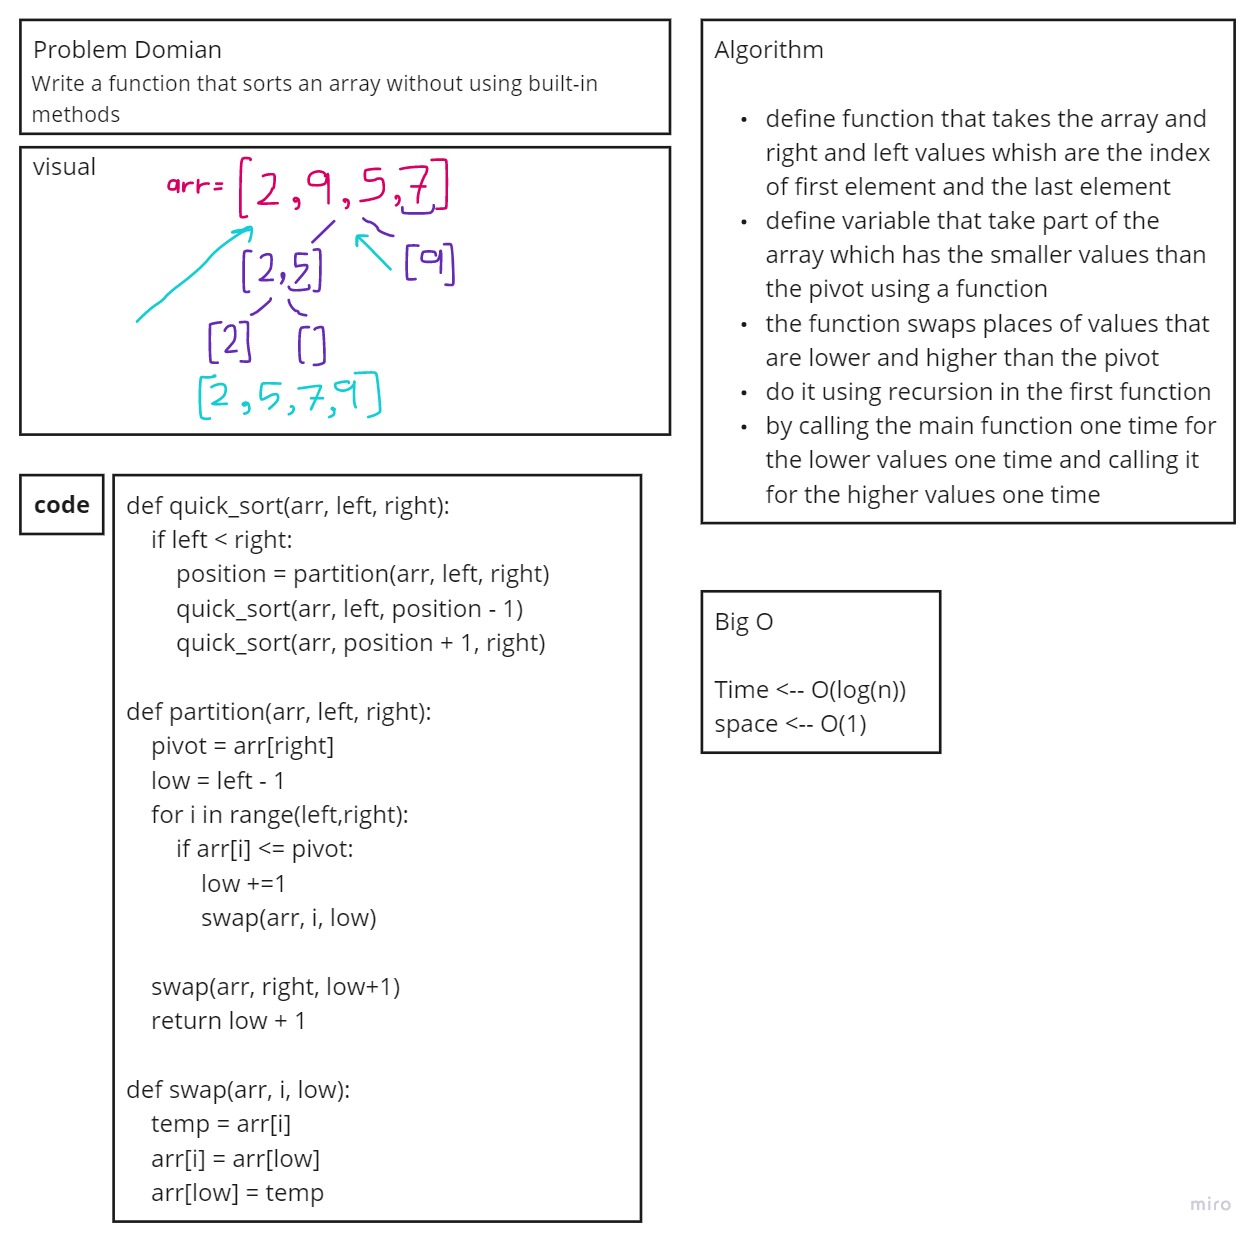 Problem Domian
Write a function that sorts an array without using built-in
methods
visual
arr= [2,9,5,7]
[2,5] [9]
[2] []
[2,5,7,9]
code
def quick_sort(arr, left, right):
    if left < right:
        position = partition(arr, left, right)
        quick_sort(arr, left, position - 1)
        quick_sort(arr, position + 1, right)
def partition(arr, left, right):
    pivot = arr[right]
    low = left - 1
    for i in range(left,right):
        if arr[i] <= pivot:
            low +=1
            swap(arr, i, low)
    swap(arr, right, low+1)
    return low + 1
def swap(arr, i, low):
    temp = arr[i]
    arr[i] = arr[low]
    arr[low] = temp
Algorithm
• define function that takes the array and
right and left values whish are the index
of first element and the last element
• define variable that take part of the
array which has the smaller values than
the pivot using a function
• the function swaps places of values that
are lower and higher than the pivot
• do it using recursion in the first function
• by calling the main function one time for
the lower values one time and calling it
for the higher values one time
Big O
Time <-- O(log(n))
space <-- O(1)
miro